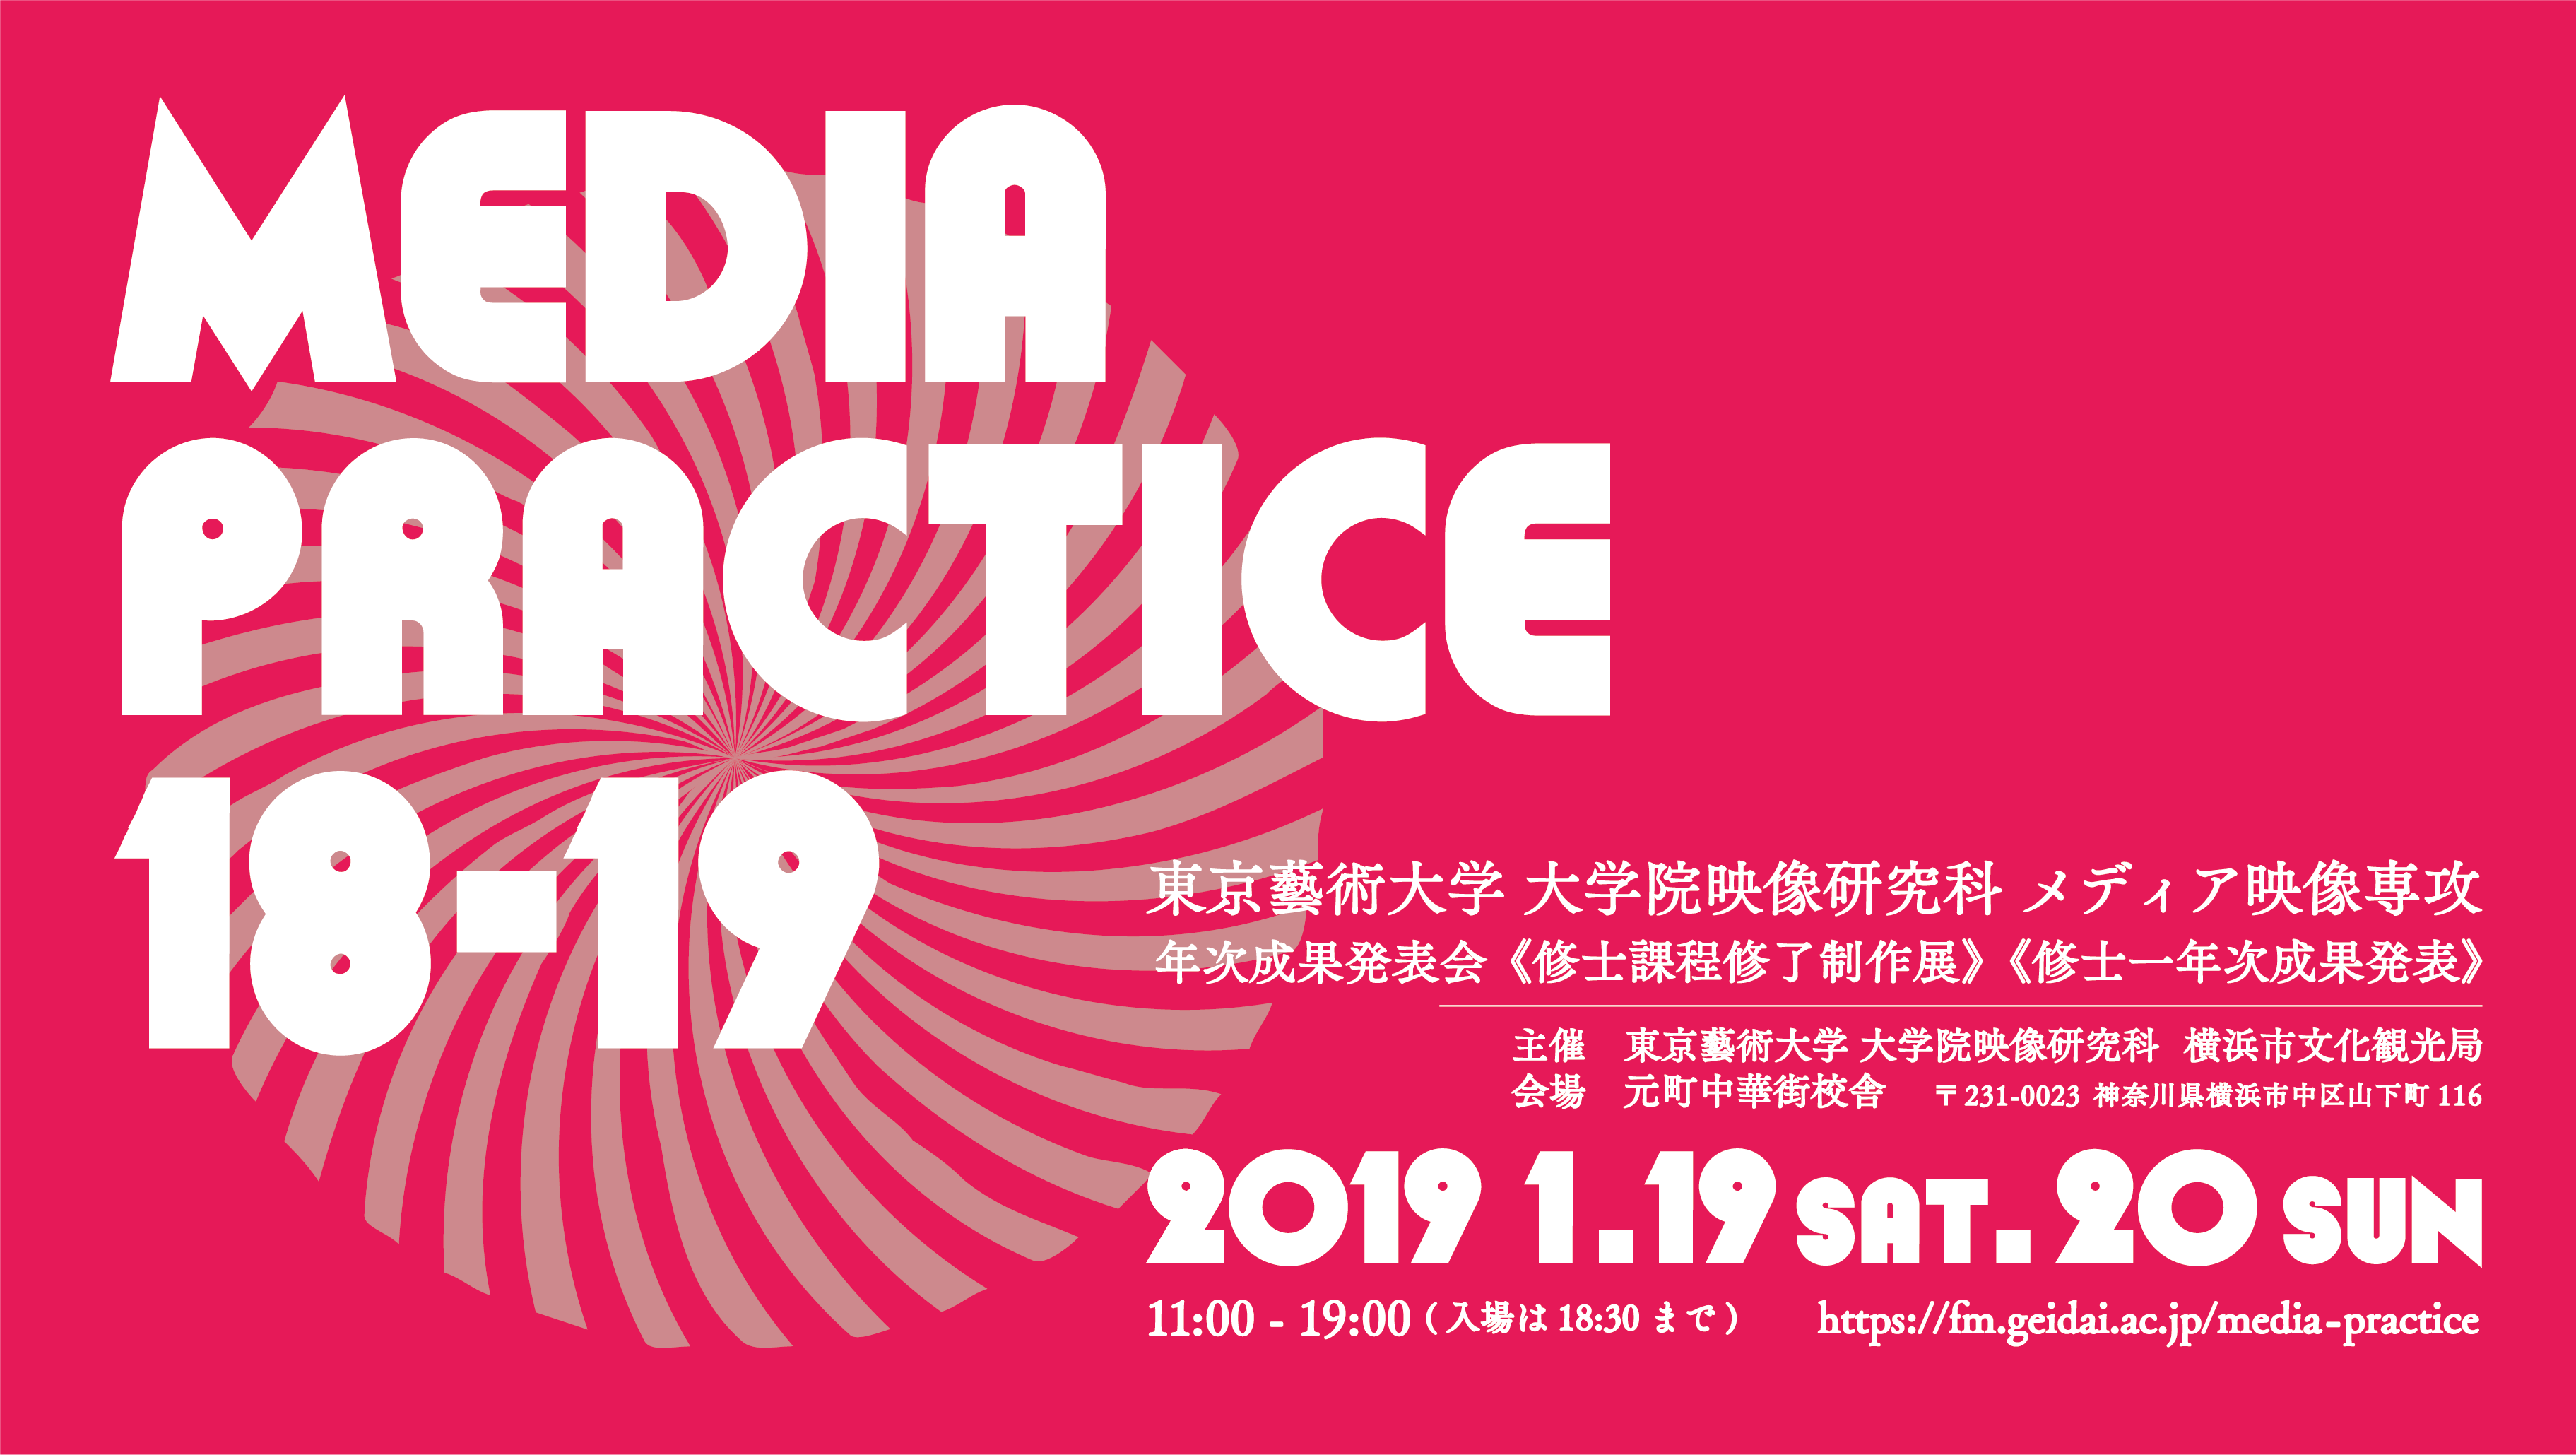 MEDIA
PRACTICE
18-19
東京藝術大学 大学院映像研究科 メディア映像専攻
年次成果発表会《修士課程修了制作展》《修士一年次成果発表》
主催 東京藝術大学 大学院映像研究科 横浜市文化観光局
会場 元町中華街校舎 〒231-0023 神奈川県横浜市中区山下町 116
2019 1.19 SAT. 20 SUN
11:00 - 19:00 (入場は 18:30 まで) https://fm.geidai.ac.jp/media-practice